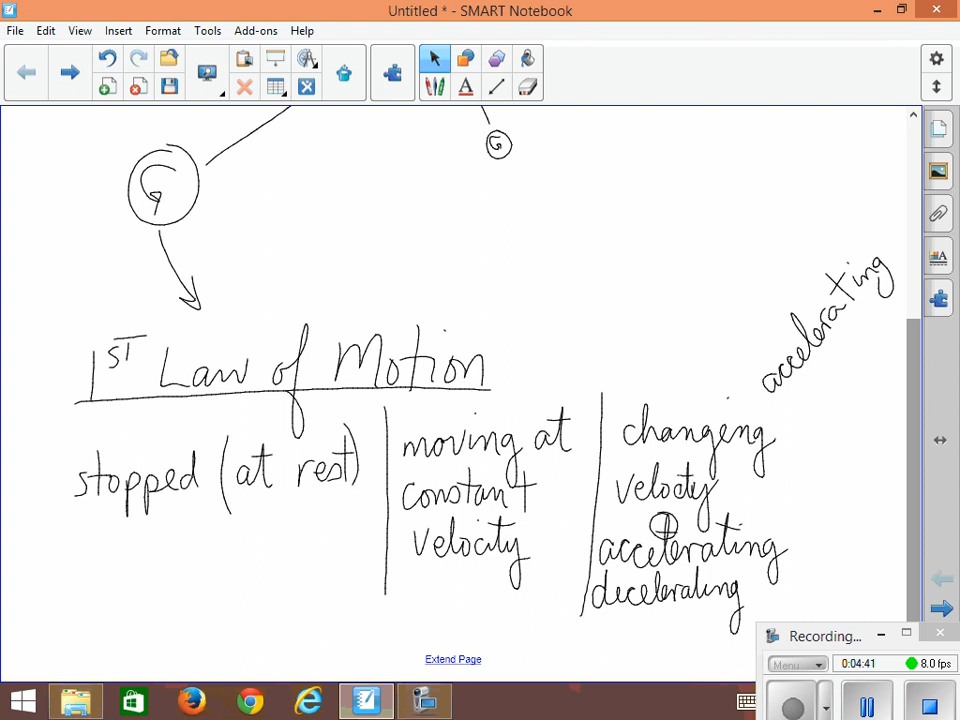 Untitled * - SMART Notebook
File Edit View Insert Format Tools Add-ons Help
G
G
accelerating
1ST Law of Motion
stopped (at rest)
moving at
constant
velocity
changeing
velocity
+
accelerating
decelerating
Extend Page
Recording...
Menu
0:04:41
8.0 fps